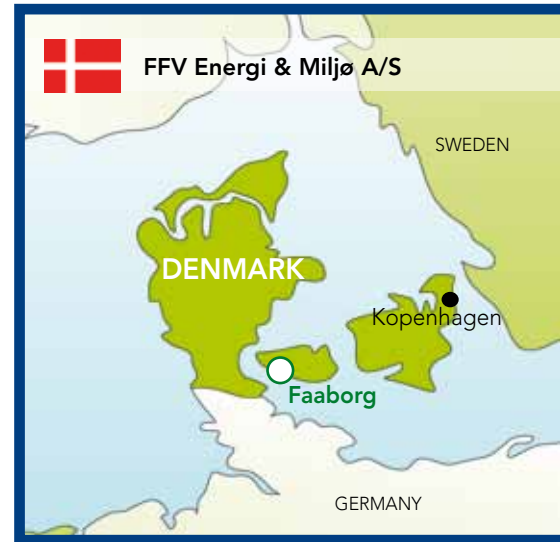 FFV Energi & Miljø A/S
SWEDEN
DENMARK
Kopenhagen
Faaborg
GERMANY